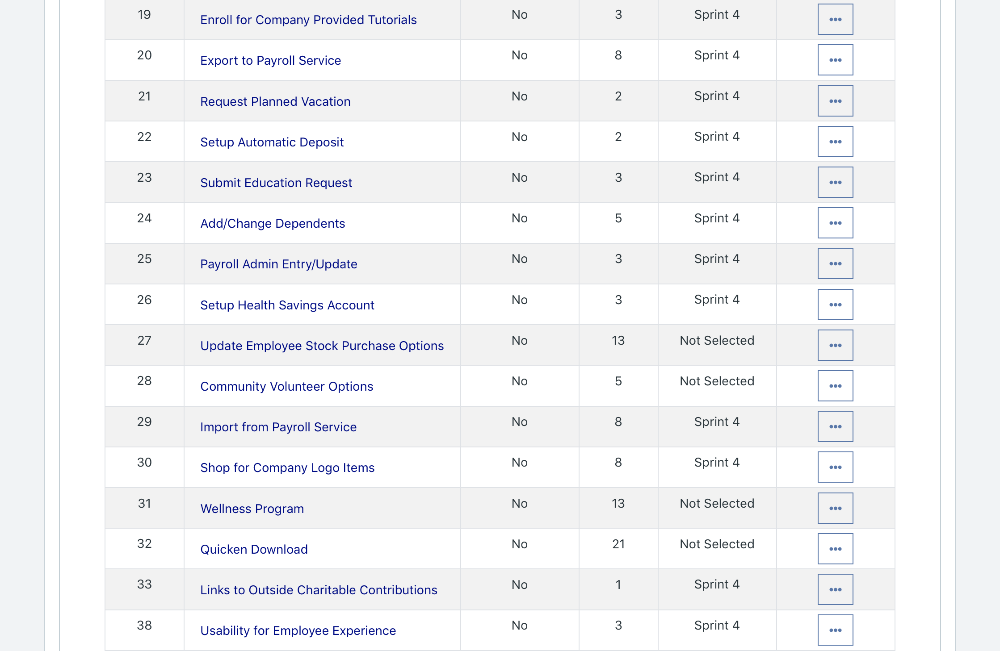 19 Enroll for Company Provided Tutorials No 3 Sprint 4 •••
20 Export to Payroll Service No 8 Sprint 4 •••
21 Request Planned Vacation No 2 Sprint 4 •••
22 Setup Automatic Deposit No 2 Sprint 4 •••
23 Submit Education Request No 3 Sprint 4 •••
24 Add/Change Dependents No 5 Sprint 4 •••
25 Payroll Admin Entry/Update No 3 Sprint 4 •••
26 Setup Health Savings Account No 3 Sprint 4 •••
27 Update Employee Stock Purchase Options No 13 Not Selected •••
28 Community Volunteer Options No 5 Not Selected •••
29 Import from Payroll Service No 8 Sprint 4 •••
30 Shop for Company Logo Items No 8 Sprint 4 •••
31 Wellness Program No 13 Not Selected •••
32 Quicken Download No 21 Not Selected •••
33 Links to Outside Charitable Contributions No 1 Sprint 4 •••
38 Usability for Employee Experience No 3 Sprint 4 •••